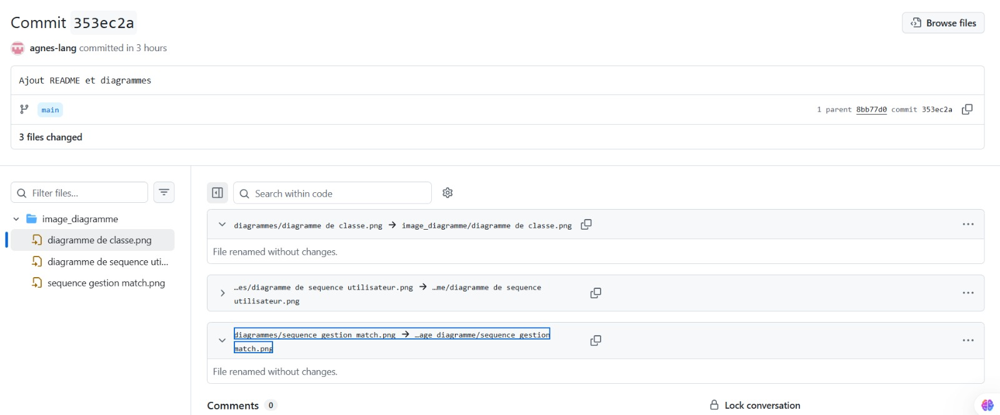 Commit 353ec2a
Browse files
agnes-lang committed in 3 hours
Ajout README et diagrammes
main
1 parent 8bb77d0 commit 353ec2a
3 files changed
Filter files...
Search within code
image_diagramme
diagramme de classe.png
diagramme de sequence uti...
sequence gestion match.png
diagrammes/diagramme de classe.png → image_diagramme/diagramme de classe.png
File renamed without changes.
…es/diagramme de sequence utilisateur.png → …me/diagramme de sequence
utilisateur.png
diagrammes/sequence gestion match.png → …age_diagramme/sequence gestion
match.png
File renamed without changes.
Comments 0
Lock conversation